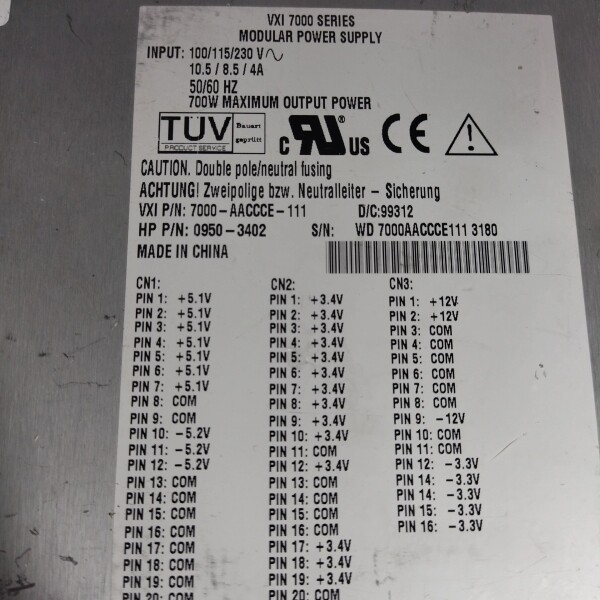 VXI 7000 SERIES
MODULAR POWER SUPPLY
INPUT: 100/115/230 V~
10.5 / 8.5 / 4A
50/60 HZ
700W MAXIMUM OUTPUT POWER
TÜV Bauart geprüft
PRODUCT SERVICE
c RU ® US CE !
CAUTION. Double pole/neutral fusing
ACHTUNG! Zweipolige bzw. Neutralleiter - Sicherung
VXI P/N: 7000-AACCCE-111 D/C:99312
HP P/N: 0950-3402 S/N: WD 7000AACCCE111 3180
MADE IN CHINA
CN1:
PIN 1: +5.1V
PIN 2: +5.1V
PIN 3: +5.1V
PIN 4: +5.1V
PIN 5: +5.1V
PIN 6: +5.1V
PIN 7: +5.1V
PIN 8: COM
PIN 9: COM
PIN 10: -5.2V
PIN 11: -5.2V
PIN 12: -5.2V
PIN 13: COM
PIN 14: COM
PIN 15: COM
PIN 16: COM
PIN 17: COM
PIN 18: COM
PIN 19: COM
PIN 20: COM
CN2:
PIN 1: +3.4V
PIN 2: +3.4V
PIN 3: +3.4V
PIN 4: +3.4V
PIN 5: +3.4V
PIN 6: +3.4V
PIN 7: +3.4V
PIN 8: +3.4V
PIN 9: +3.4V
PIN 10: +3.4V
PIN 11: COM
PIN 12: +3.4V
PIN 13: COM
PIN 14: COM
PIN 15: COM
PIN 16: COM
PIN 17: +3.4V
PIN 18: +3.4V
PIN 19: +3.4V
PIN 20: COM
CN3:
PIN 1: +12V
PIN 2: +12V
PIN 3: COM
PIN 4: COM
PIN 5: COM
PIN 6: COM
PIN 7: COM
PIN 8: COM
PIN 9: -12V
PIN 10: COM
PIN 11: COM
PIN 12: -3.3V
PIN 14: -3.3V
PIN 14: -3.3V
PIN 15: -3.3V
PIN 16: -3.3V